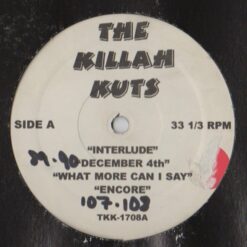 THE
KILLAH
KUTS
SIDE A 33 1/3 RPM
"INTERLUDE"
89-90
DECEMBER 4th"
"WHAT MORE CAN I SAY"
"ENCORE"
107-108
TKK-1708A